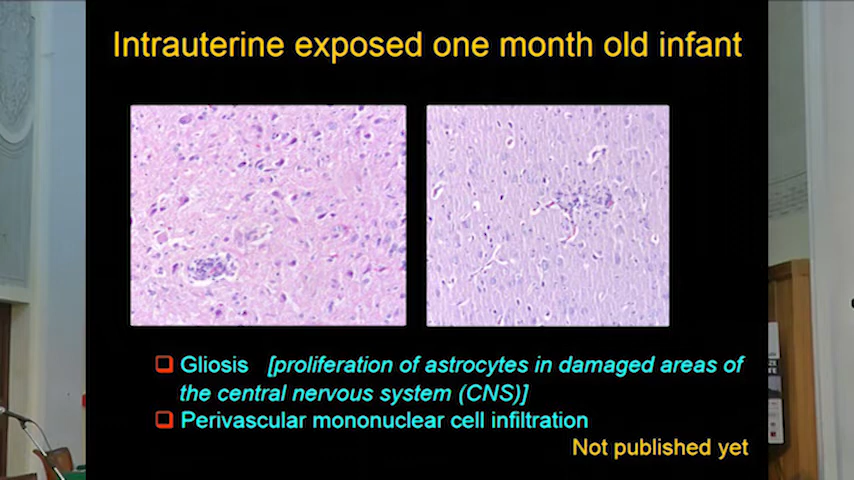 Intrauterine exposed one month old infant
Gliosis [proliferation of astrocytes in damaged areas of
the central nervous system (CNS)]
Perivascular mononuclear cell infiltration
Not published yet